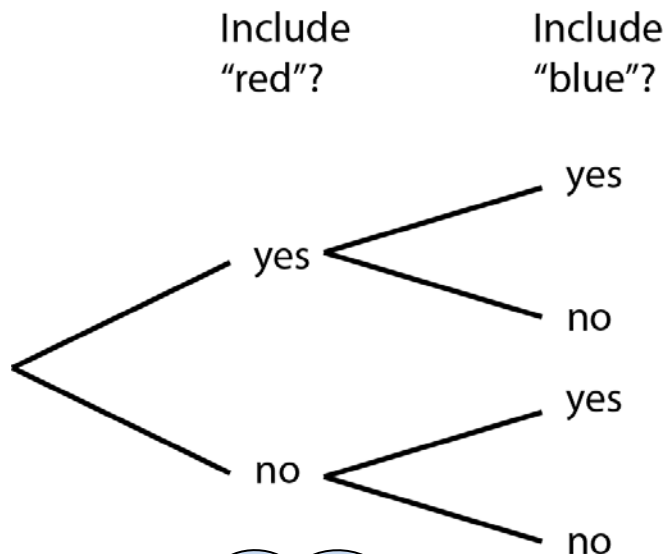 Include Include
“red”? “blue”?
yes
yes
no
yes
no
no